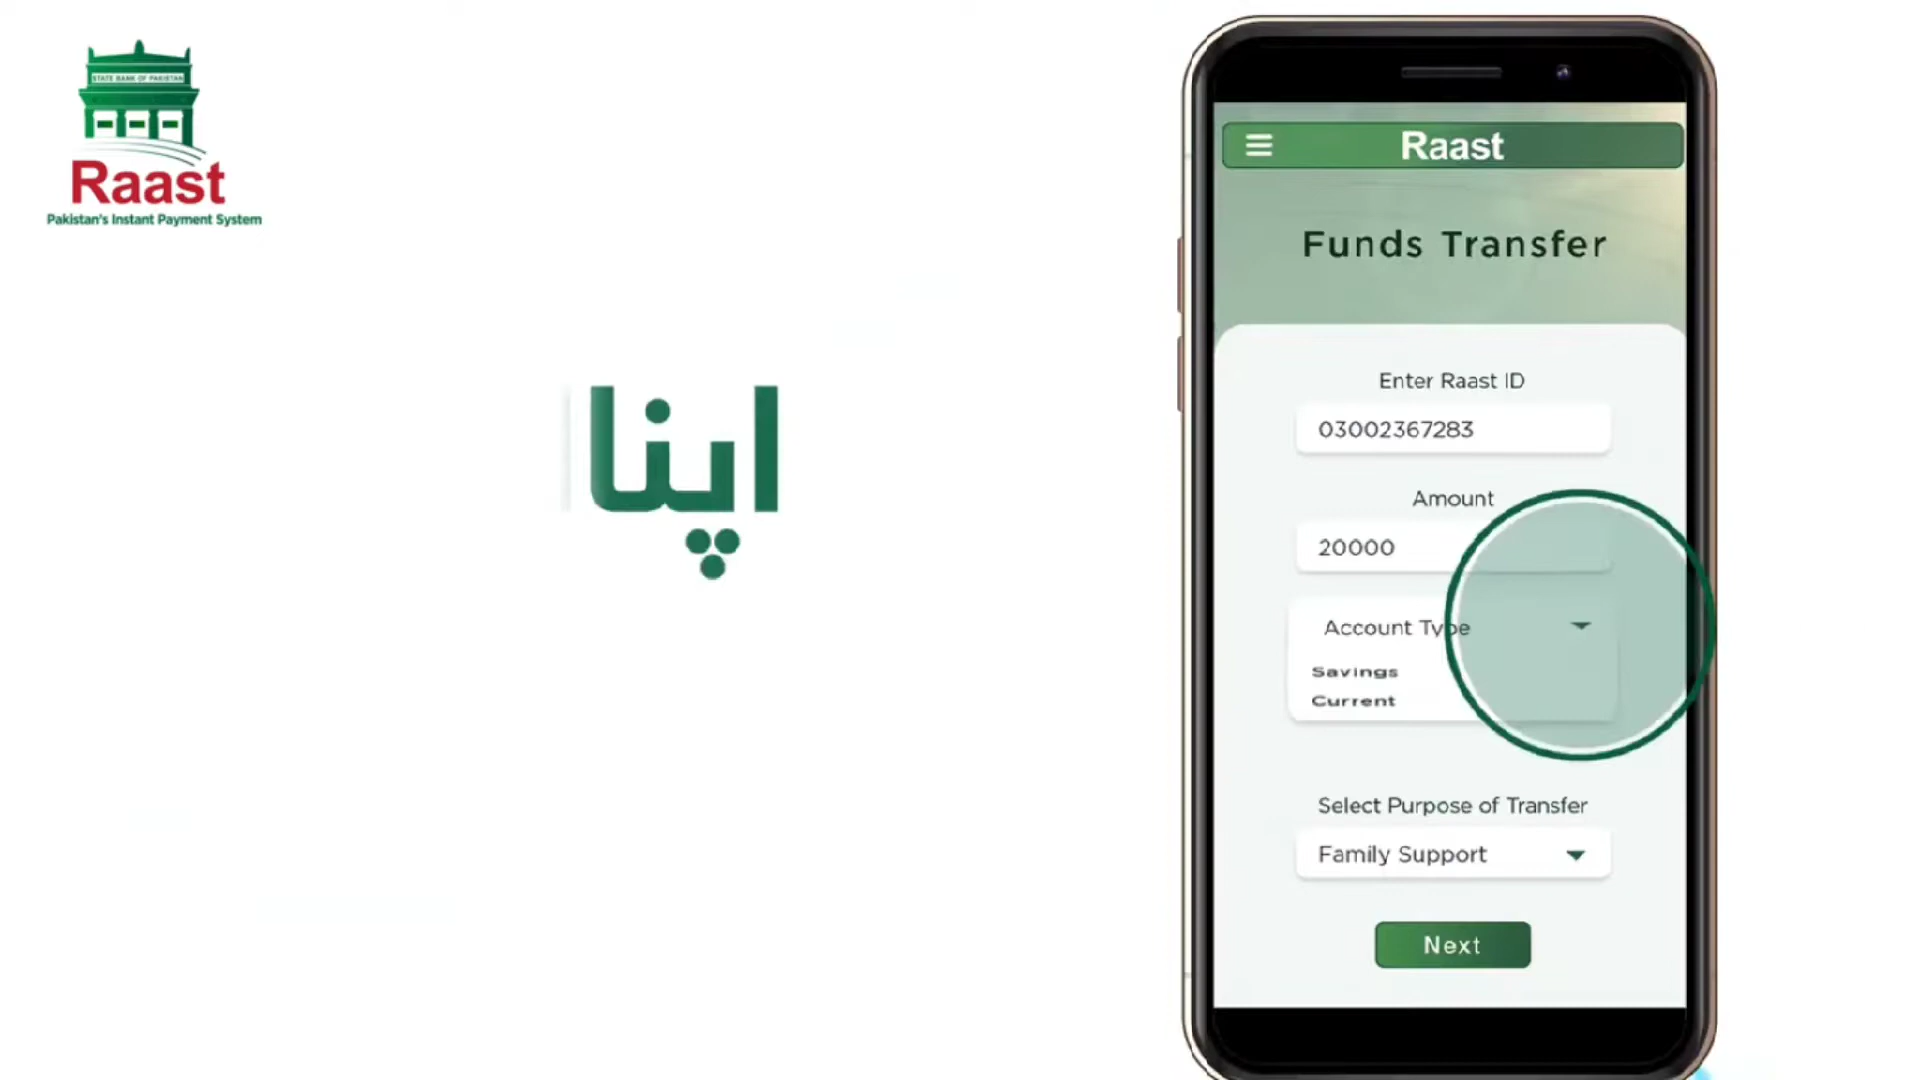 STATE BANK OF PAKISTAN
Raast
Pakistan's Instant Payment System
اپنا
Raast
Funds Transfer
Enter Raast ID
03002367283
Amount
20000
Account Type
Savings
Current
Select Purpose of Transfer
Family Support
Next